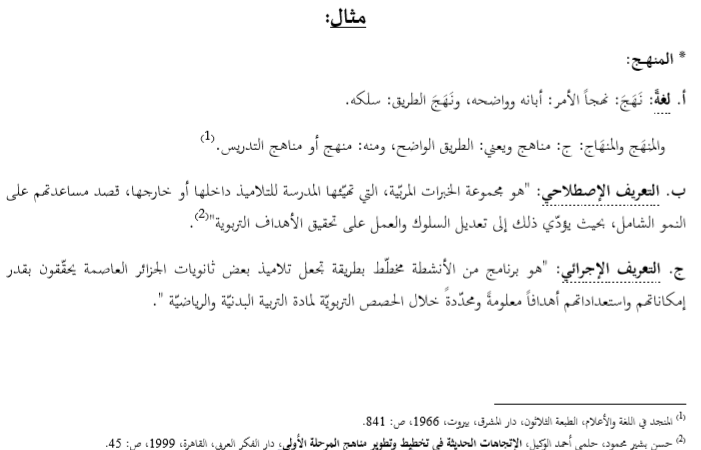 مثال:
* المنهـج:
أ. لغةً: نَهَجَ: نهجاً الأمر: أبانه وواضحه، ونَهَجَ الطريق: سلكه.
والمنهَج والمنهَاج: ج: مناهج ويعني: الطريق الواضح، ومنه: منهج أو مناهج التدريس.(1)
ب. التعريف الإصطلاحي: "هو مجموعة الخبرات المربّية، التي تهيّئها المدرسة للتلاميذ داخلها أو خارجها، قصد مساعدتهم على
النمو الشامل، بحيث يؤدّي ذلك إلى تعديل السلوك والعمل على تحقيق الأهداف التربوية"(2).
ج. التعريف الإجرائي: "هو برنامج من الأنشطة مخطّط بطريقة تجعل تلاميذ بعض ثانويات الجزائر العاصمة يحقّقون بقدر
إمكاناتهم واستعداداتهم أهدافاً معلومةً ومحدّدةً خلال الحصص التربويّة لمادة التربية البدنيّة والرياضيّة ".
(1) المنجد في اللغة والأعلام، الطبعة الثلاثون، دار المشرق، بيروت، 1966، ص: 841.
(2) حسن بشير محمود، حلمي أحمد الوكيل، الإتجاهات الحديثة في تخطيط وتطوير مناهج المرحلة الأولى، دار الفكر العربي، القاهرة، 1999، ص: 45.